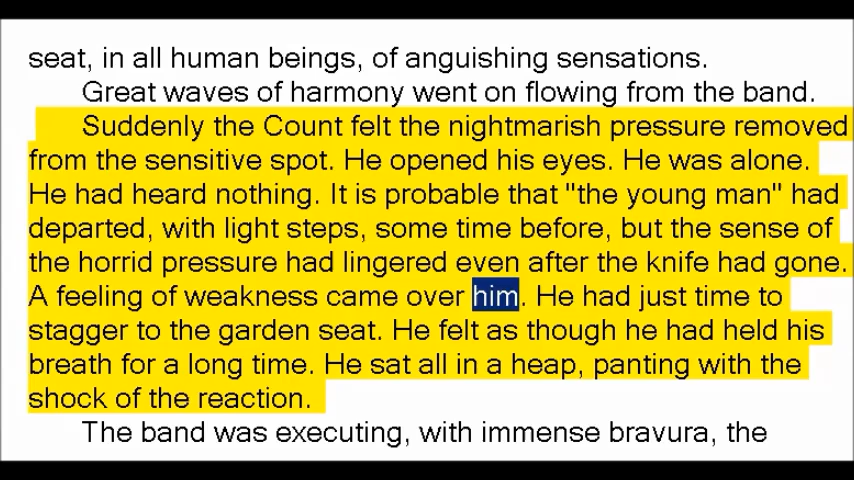 seat, in all human beings, of anguishing sensations.
Great waves of harmony went on flowing from the band.
Suddenly the Count felt the nightmarish pressure removed
from the sensitive spot. He opened his eyes. He was alone.
He had heard nothing. It is probable that "the young man" had
departed, with light steps, some time before, but the sense of
the horrid pressure had lingered even after the knife had gone.
A feeling of weakness came over him. He had just time to
stagger to the garden seat. He felt as though he had held his
breath for a long time. He sat all in a heap, panting with the
shock of the reaction.
The band was executing, with immense bravura, the